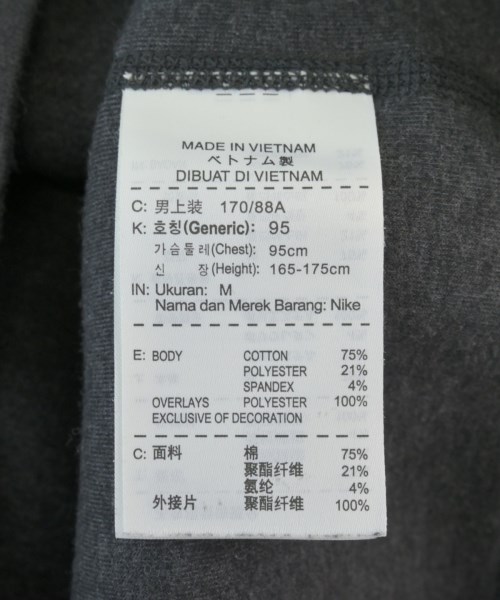 MADE IN VIETNAM
ベトナム製
DIBUAT DI VIETNAM
C: 男上装 170/88A
K: 호칭(Generic): 95
가슴둘레(Chest): 95cm
신 장(Height): 165-175cm
IN: Ukuran: M
Nama dan Merek Barang: Nike
E: BODY COTTON 75%
POLYESTER 21%
SPANDEX 4%
OVERLAYS POLYESTER 100%
EXCLUSIVE OF DECORATION
C: 面料 棉 75%
聚酯纤维 21%
氨纶 4%
外接片 聚酯纤维 100%